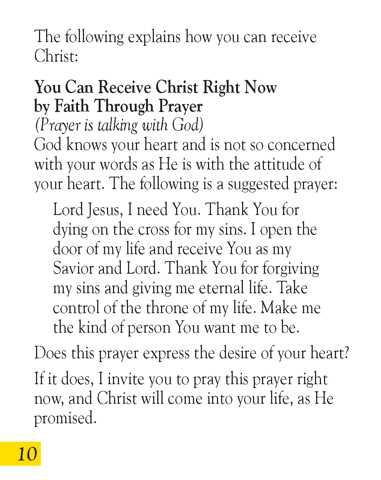 The following explains how you can receive
Christ:
You Can Receive Christ Right Now
by Faith Through Prayer
(Prayer is talking with God)
God knows your heart and is not so concerned
with your words as He is with the attitude of
your heart. The following is a suggested prayer:
Lord Jesus, I need You. Thank You for
dying on the cross for my sins. I open the
door of my life and receive You as my
Savior and Lord. Thank You for forgiving
my sins and giving me eternal life. Take
control of the throne of my life. Make me
the kind of person You want me to be.
Does this prayer express the desire of your heart?
If it does, I invite you to pray this prayer right
now, and Christ will come into your life, as He
promised.
10